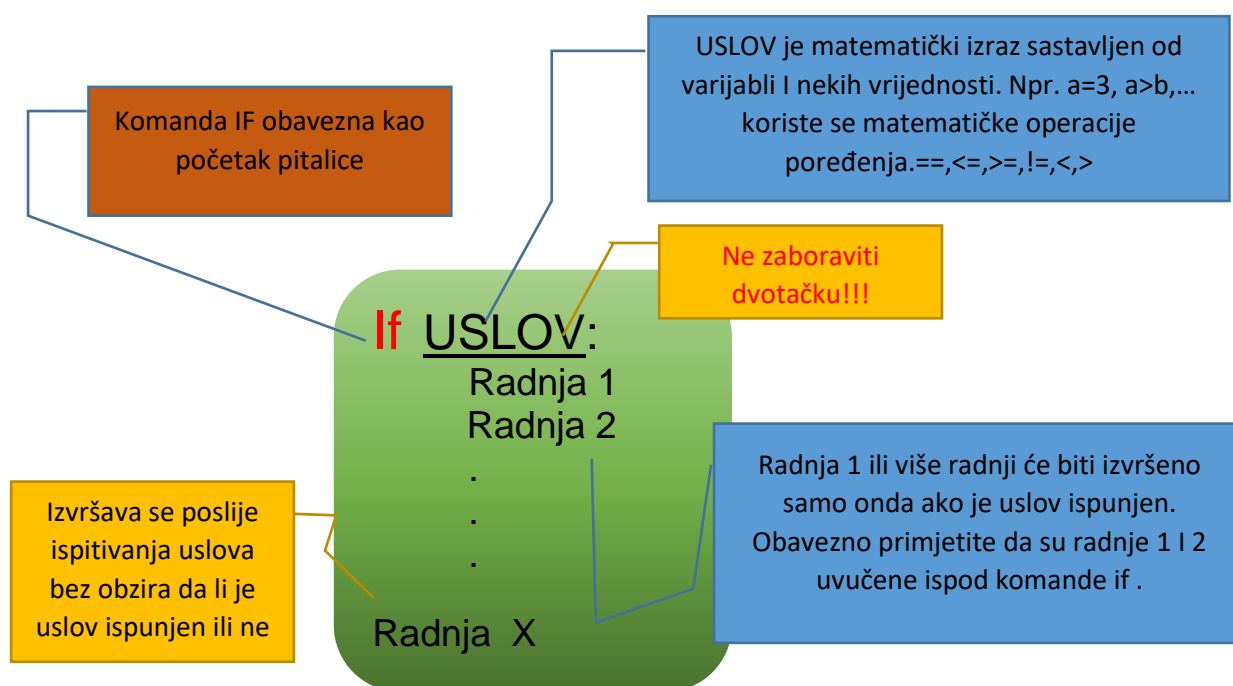 USLOV je matematički izraz sastavljen od
varijabli I nekih vrijednosti. Npr. a=3, a>b,…
koriste se matematičke operacije
poređenja.==,<=,>=,!=,<,>
Komanda IF obavezna kao
početak pitalice
Ne zaboraviti
dvotačku!!!
If USLOV:
Radnja 1
Radnja 2
.
.
.
Radnja X
Radnja 1 ili više radnji će biti izvršeno
samo onda ako je uslov ispunjen.
Obavezno primjetite da su radnje 1 I 2
uvučene ispod komande if .
Izvršava se poslije
ispitivanja uslova
bez obzira da li je
uslov ispunjen ili ne